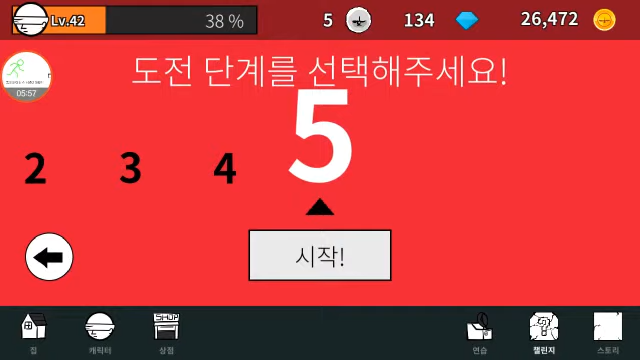 Lv.42
38 %
5
134
26,472
도전 단계를 선택해주세요!
05:57
2
3
4
5
시작!
SHOP
집
캐릭터
상점
연습
챌린지
스토리